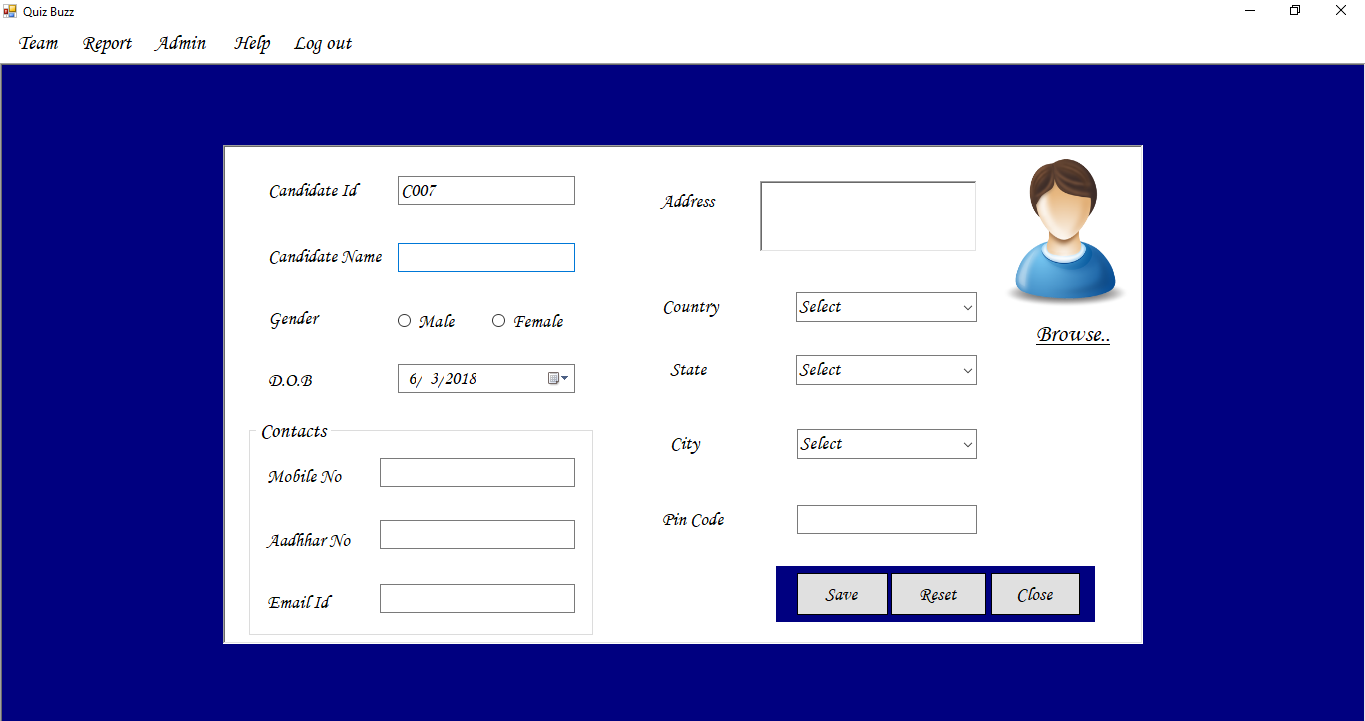 Quiz Buzz
Team Report Admin Help Log out
Candidate Id C007
Candidate Name
Gender Male Female
D.O.B 6/ 3/2018
Contacts
Mobile No
Aadhhar No
Email Id
Address
Country Select
State Select
City Select
Pin Code
Browse..
Save Reset Close